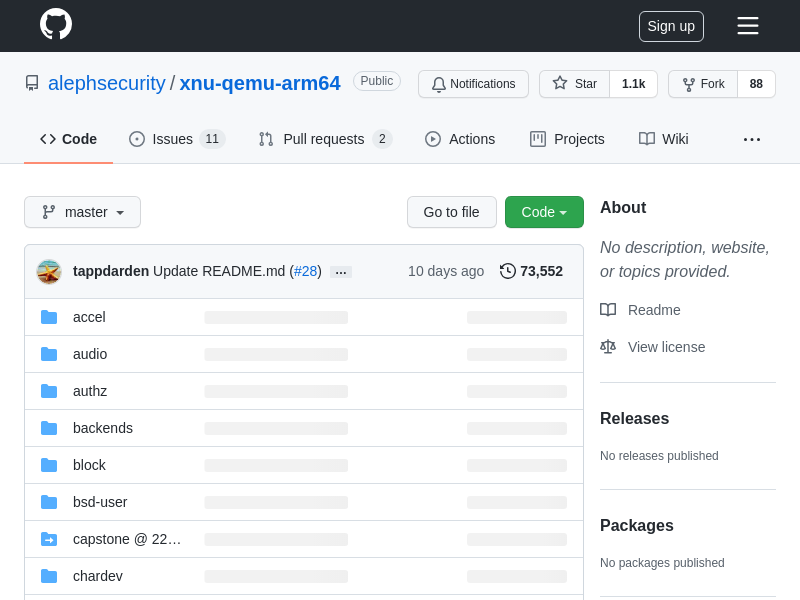 Sign up
alephsecurity / xnu-qemu-arm64 Public
Notifications Star 1.1k Fork 88
Code Issues 11 Pull requests 2 Actions Projects Wiki
master Go to file Code
tappdarden Update README.md (#28) 10 days ago 73,552
accel
audio
authz
backends
block
bsd-user
capstone @ 22…
chardev
About
No description, website,
or topics provided.
Readme
View license
Releases
No releases published
Packages
No packages published